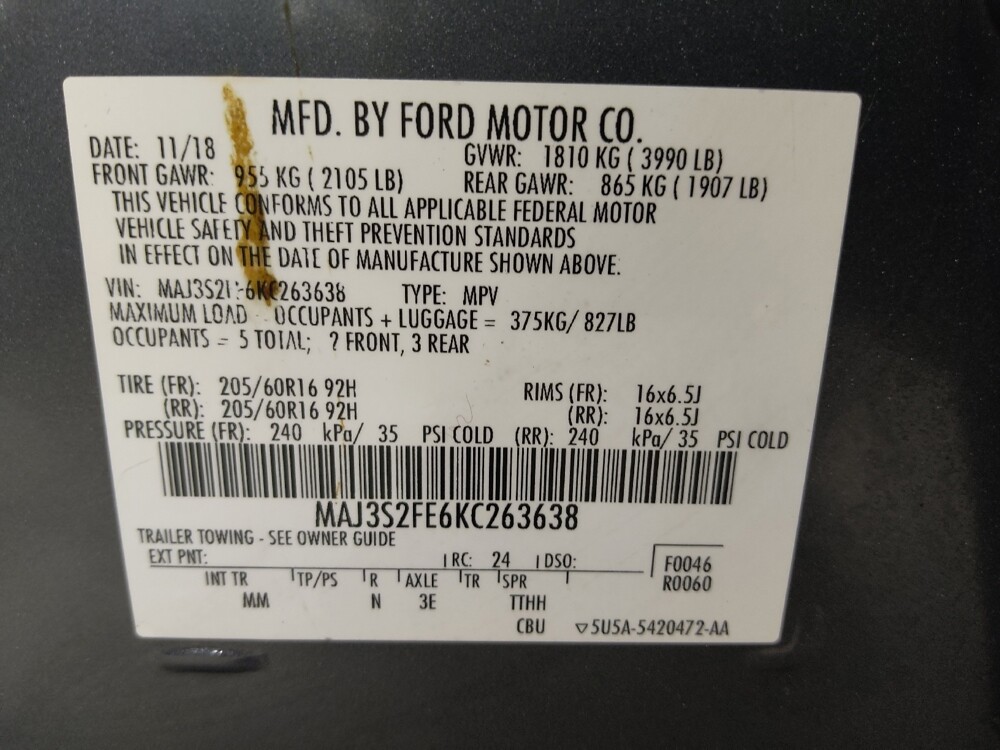 MFD. BY FORD MOTOR CO.
DATE: 11/18 GVWR: 1810 KG ( 3990 LB)
FRONT GAWR: 955 KG ( 2105 LB) REAR GAWR: 865 KG ( 1907 LB)
THIS VEHICLE CONFORMS TO ALL APPLICABLE FEDERAL MOTOR
VEHICLE SAFETY AND THEFT PREVENTION STANDARDS
IN EFFECT ON THE DATE OF MANUFACTURE SHOWN ABOVE.
VIN: MAJ3S2FE6KC263638 TYPE: MPV
MAXIMUM LOAD - OCCUPANTS + LUGGAGE = 375KG/ 827LB
OCCUPANTS = 5 TOTAL; 2 FRONT, 3 REAR
TIRE (FR): 205/60R16 92H RIMS (FR): 16x6.5J
(RR): 205/60R16 92H (RR): 16x6.5J
PRESSURE (FR): 240 kPa/ 35 PSI COLD (RR): 240 kPa/ 35 PSI COLD
MAJ3S2FE6KC263638
TRAILER TOWING - SEE OWNER GUIDE
EXT PNT: RC: 24 DSO: F0046
R0060
INT TR TP/PS R AXLE TR SPR
MM N 3E TTHH
CBU ▽5U5A-5420472-AA